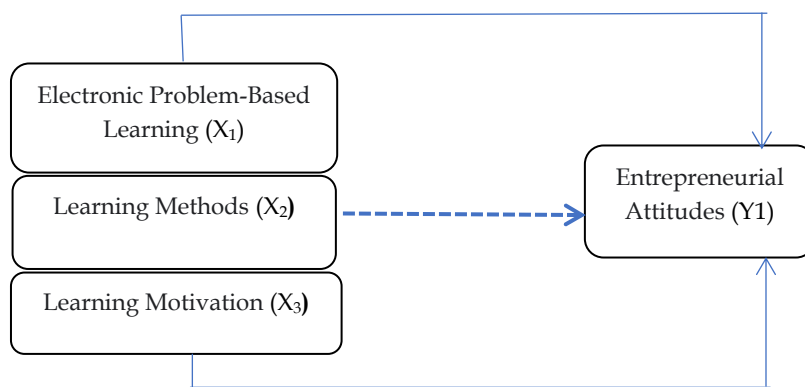 Electronic Problem-Based
Learning (X₁)
Learning Methods (X₂)
Learning Motivation (X₃)
Entrepreneurial
Attitudes (Y1)